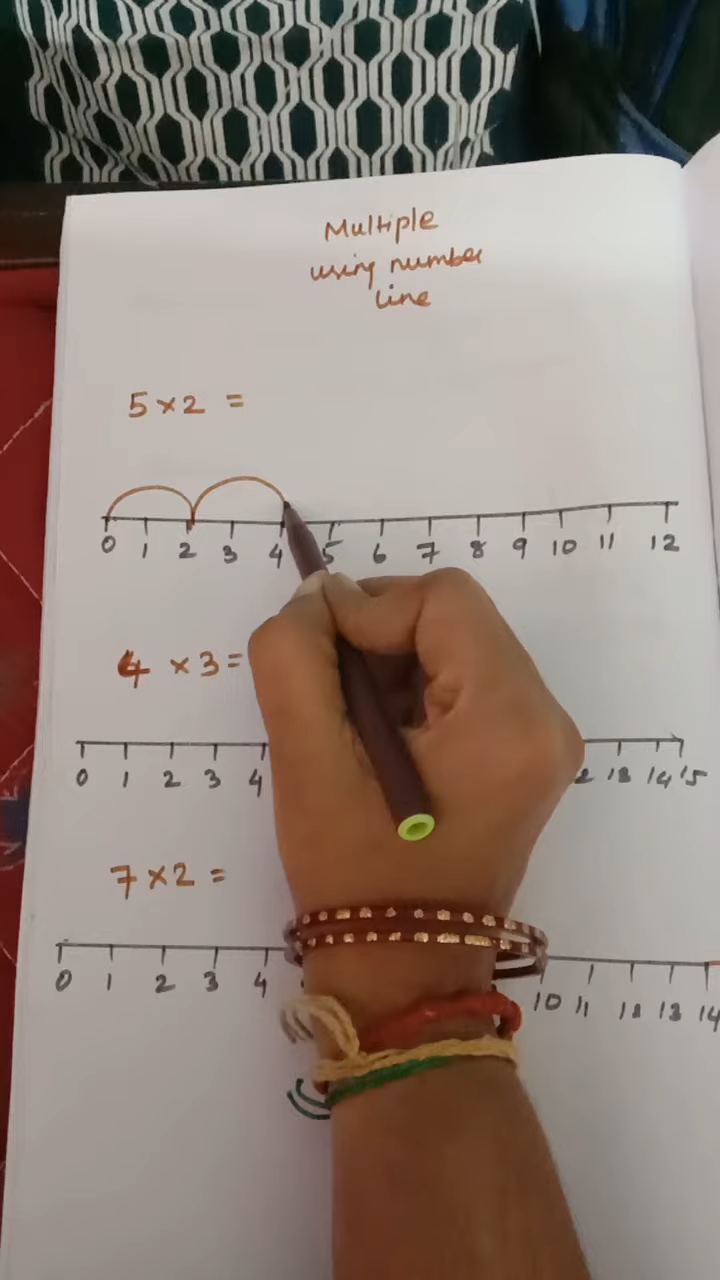 Multiple
using number
line
5 × 2 =
0 1 2 3 4 5 6 7 8 9 10 11 12
4 × 3 =
0 1 2 3 4 13 14 15
7 × 2 =
0 1 2 3 4 10 11 12 13 14